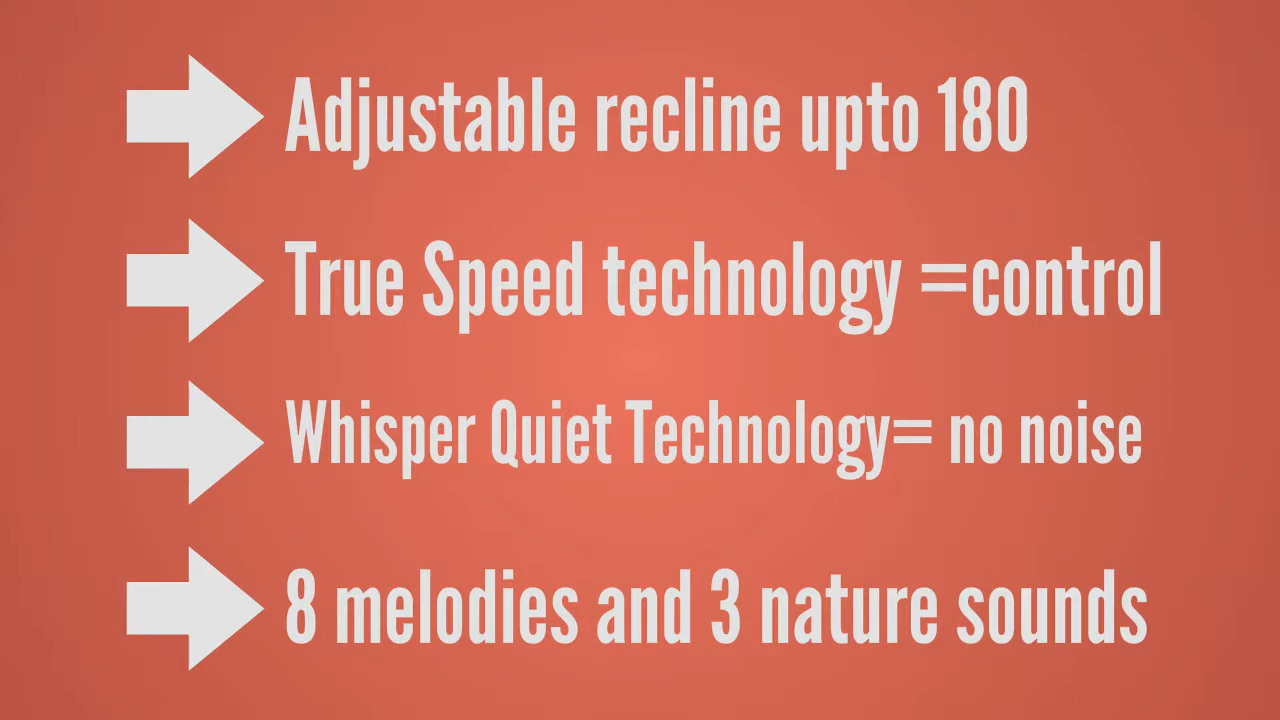 Adjustable recline upto 180
True Speed technology =control
Whisper Quiet Technology= no noise
8 melodies and 3 nature sounds